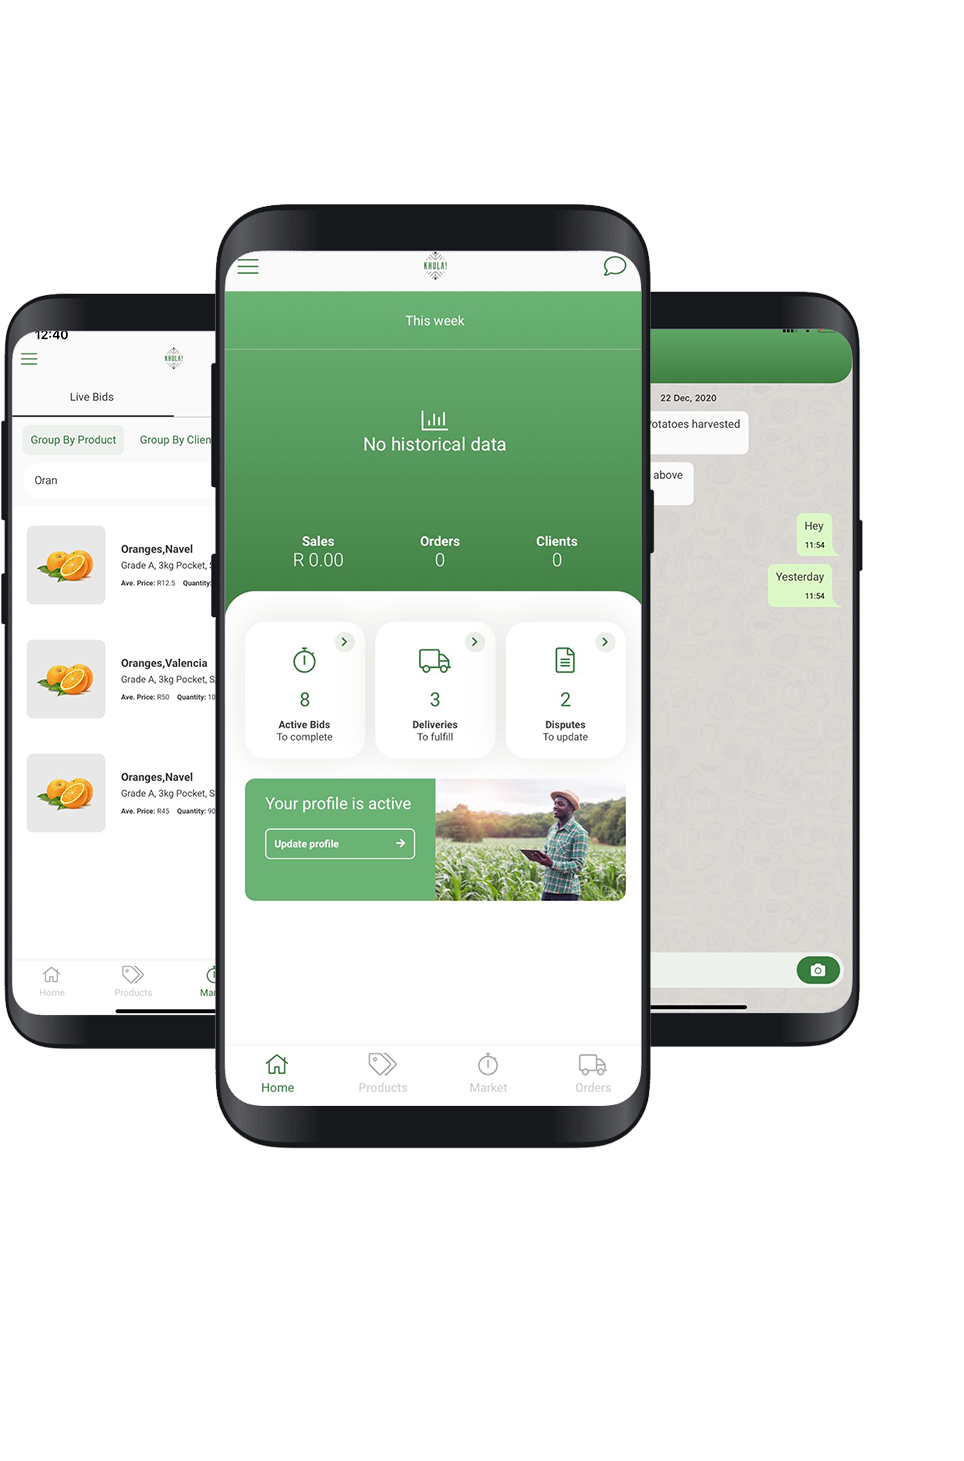 12:40
KHULA!
Live Bids
Group By Product
Group By Clien
Oran
Oranges,Navel
Grade A, 3kg Pocket, S
Ave. Price: R12.5 Quantity:
Oranges,Valencia
Grade A, 3kg Pocket, S
Ave. Price: R50 Quantity: 10
Oranges,Navel
Grade A, 3kg Pocket, S
Ave. Price: R45 Quantity: 90
Home
Products
Mar
KHULA!
This week
No historical data
Sales
R 0.00
Orders
0
Clients
0
8
Active Bids
To complete
3
Deliveries
To fulfill
2
Disputes
To update
Your profile is active
Update profile
Home
Products
Market
Orders
22 Dec, 2020
Potatoes harvested
above
Hey
11:54
Yesterday
11:54